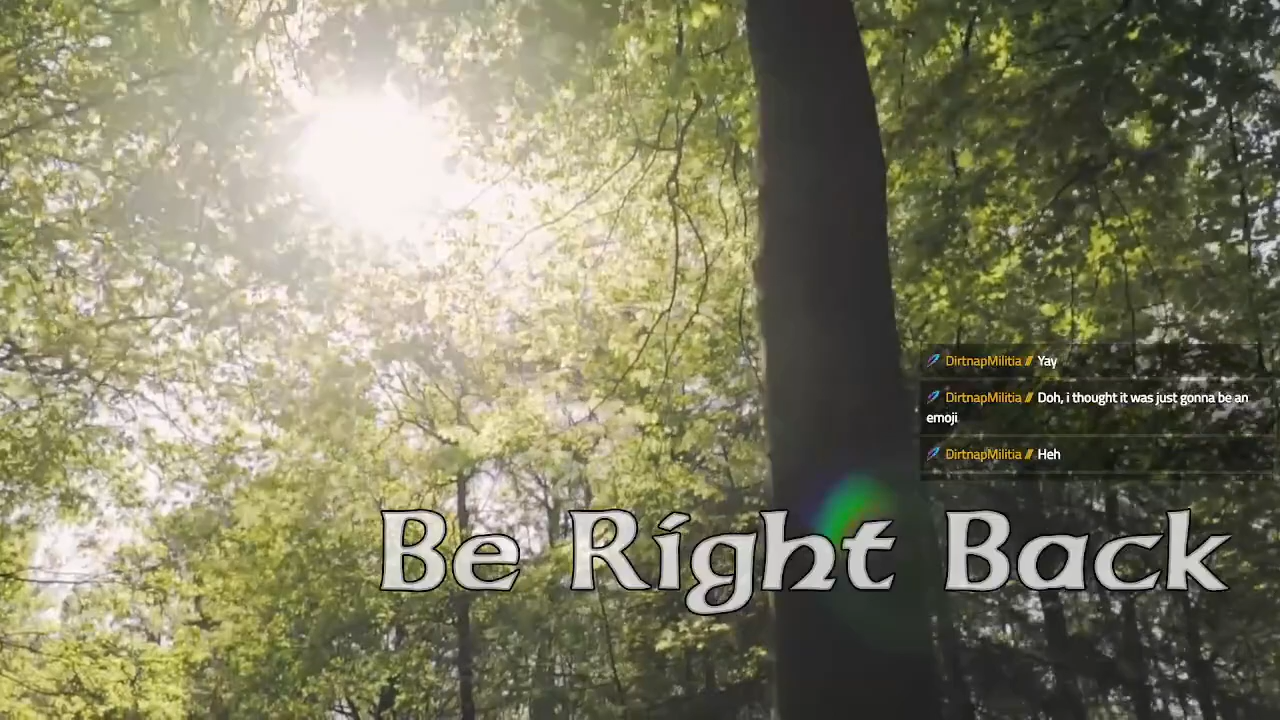 DirtnapMilitia // Yay
DirtnapMilitia // Doh, i thought it was just gonna be an
emoji
DirtnapMilitia // Heh
Be Right Back